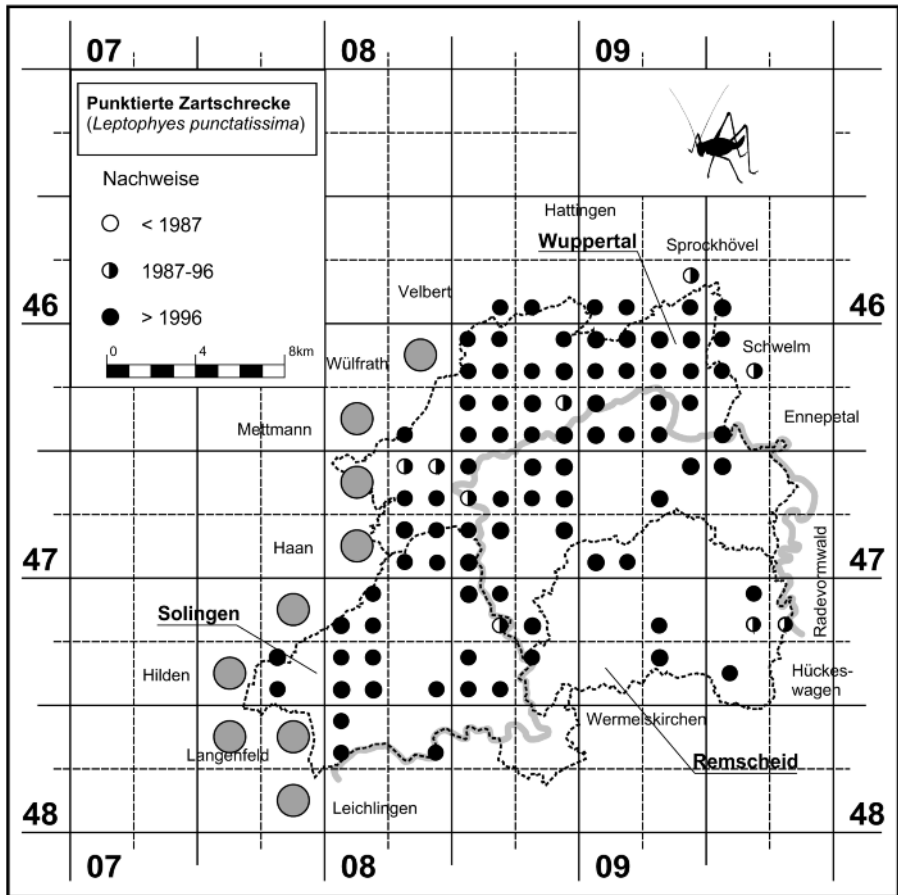 07 08 09
Punktierte Zartschrecke
(Leptophyes punctatissima)
Nachweise
< 1987
1987-96
> 1996
0 4 8km
Hattingen
Wuppertal
Sprockhövel
Velbert
46 46
Schwelm
Wülfrath
Ennepetal
Mettmann
Haan
47 47
Radevormwald
Solingen
Hilden
Hückes-
wagen
Wermelskirchen
Langenfeld
Remscheid
Leichlingen
48 48
07 08 09